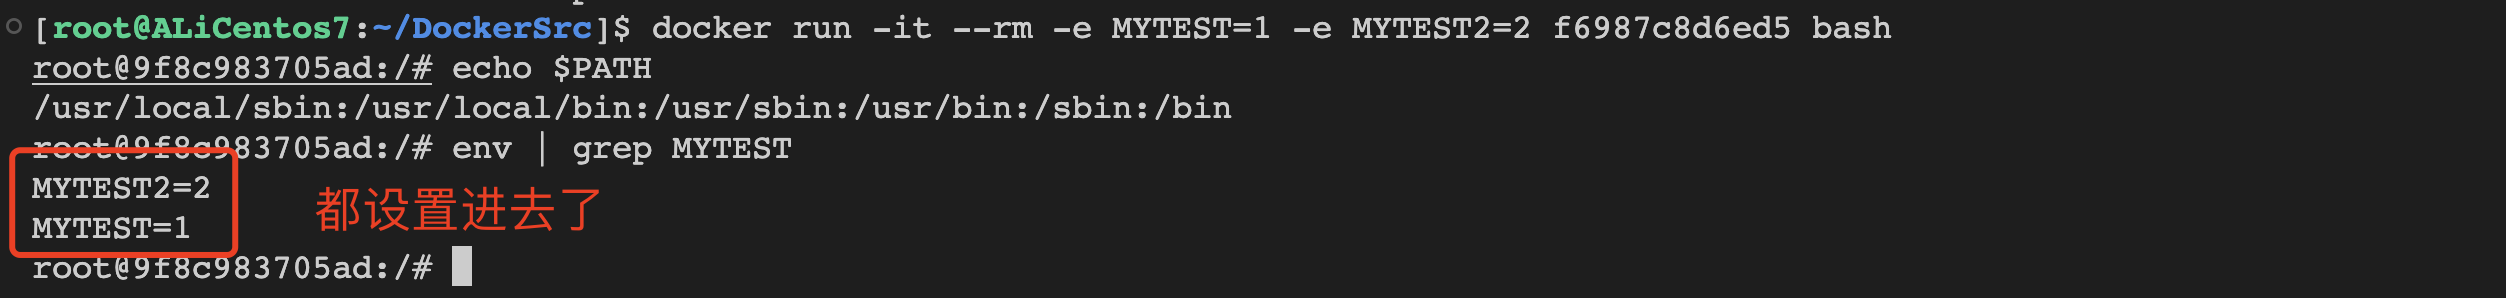 [root@ALiCentos7:~/DockerSrc]$ docker run -it --rm -e MYTEST=1 -e MYTEST2=2 f6987c8d6ed5 bash
root@9f8c983705ad:/# echo $PATH
/usr/local/sbin:/usr/local/bin:/usr/sbin:/usr/bin:/sbin:/bin
root@9f8c983705ad:/# env | grep MYTEST
MYTEST2=2
MYTEST=1
都设置进去了
root@9f8c983705ad:/#